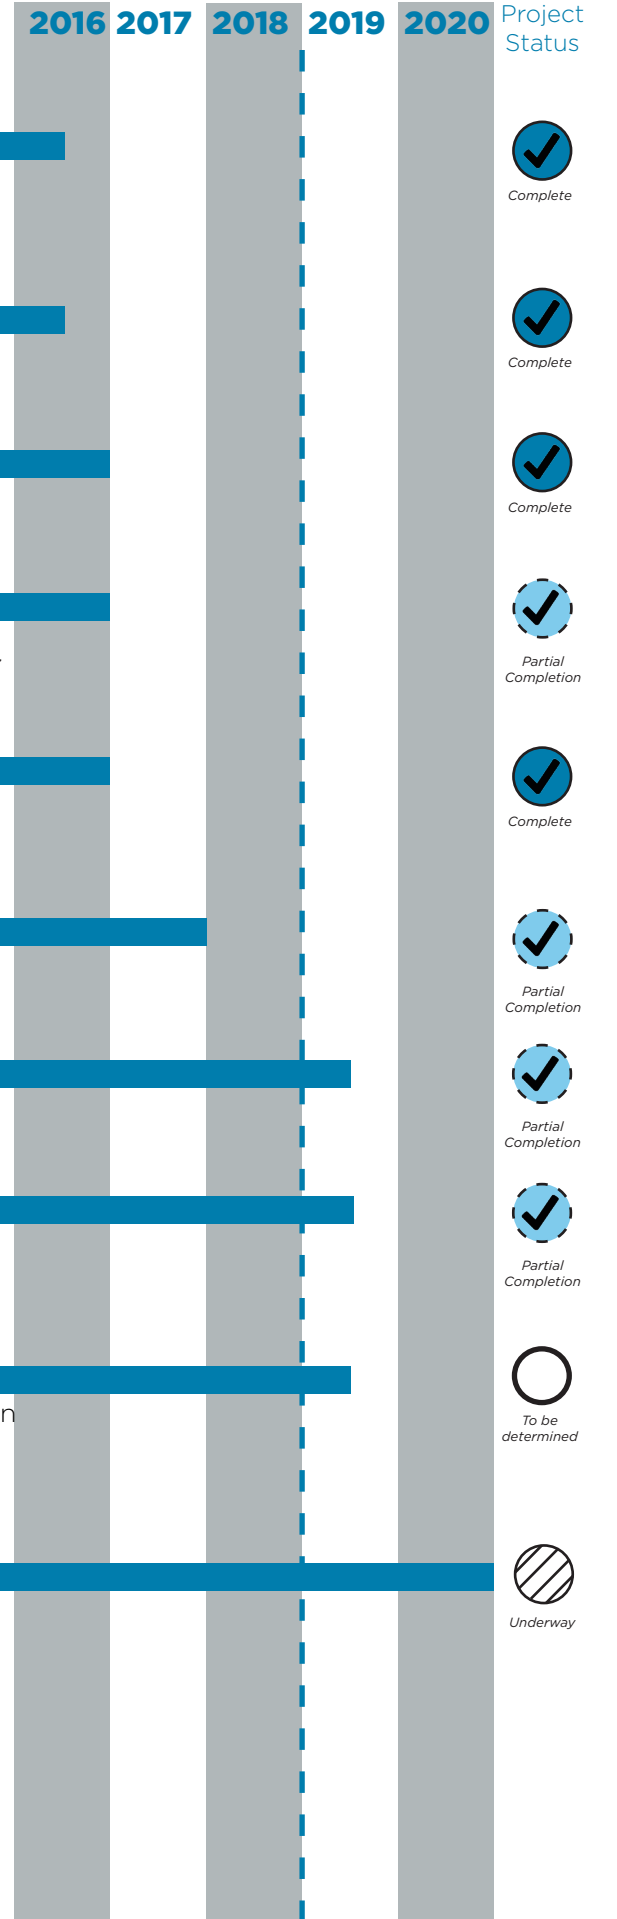 2016 2017 2018 2019 2020 Project
Status
Complete
Complete
Complete
Partial
Completion
Complete
Partial
Completion
Partial
Completion
Partial
Completion
n
To be
determined
Underway